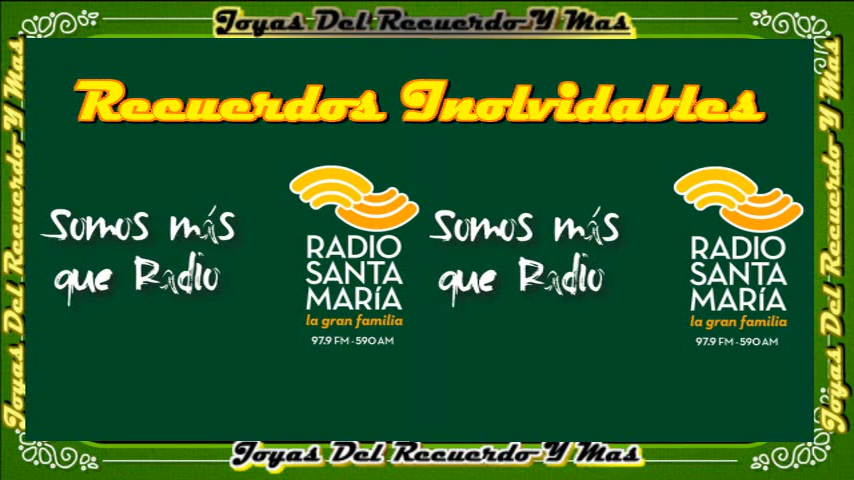 Joyas Del Recuerdo Y Mas
Recuerdos Inolvidables
Somos más
que Radio
RADIO
SANTA
MARÍA
la gran familia
97.9 FM - 590 AM
Somos más
que Radio
RADIO
SANTA
MARÍA
la gran familia
97.9 FM - 590 AM
Joyas Del Recuerdo Y Mas
Joyas Del Recuerdo Y Mas
Joyas Del Recuerdo Y Mas